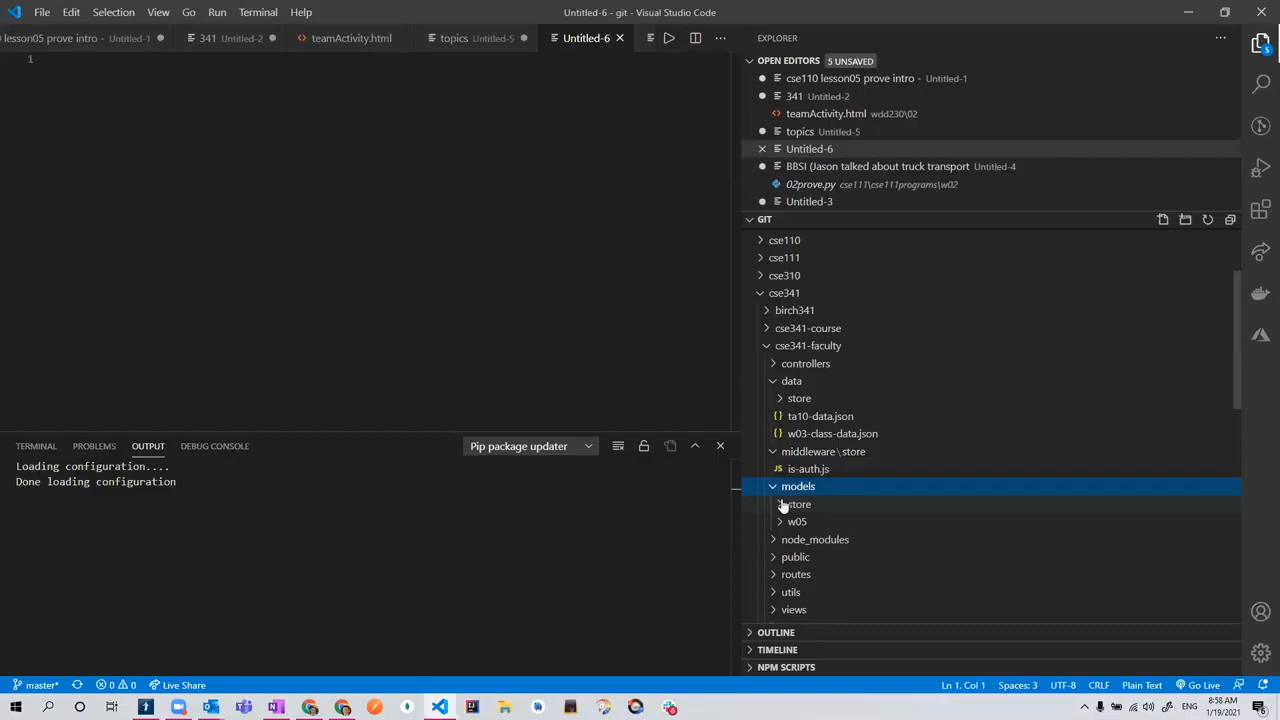 File Edit Selection View Go Run Terminal Help Untitled-6 - git - Visual Studio Code
lesson05 prove intro - Untitled-1 341 Untitled-2 teamActivity.html topics Untitled-5 Untitled-6
1
EXPLORER
OPEN EDITORS 5 UNSAVED
cse110 lesson05 prove intro - Untitled-1
341 Untitled-2
teamActivity.html wdd230\02
topics Untitled-5
Untitled-6
BBSI (Jason talked about truck transport Untitled-4
02prove.py cse111\cse111programs\w02
Untitled-3
GIT
cse110
cse111
cse310
cse341
birch341
cse341-course
cse341-faculty
controllers
data
store
{ } ta10-data.json
{ } w03-class-data.json
middleware\store
JS is-auth.js
models
store
w05
node_modules
public
routes
utils
views
OUTLINE
TIMELINE
NPM SCRIPTS
5
TERMINAL PROBLEMS OUTPUT DEBUG CONSOLE Pip package updater
Loading configuration....
Done loading configuration
master* 0 0 Live Share Ln 1, Col 1 Spaces: 3 UTF-8 CRLF Plain Text Go Live
ENG 8:58 AM
1/19/2021 6